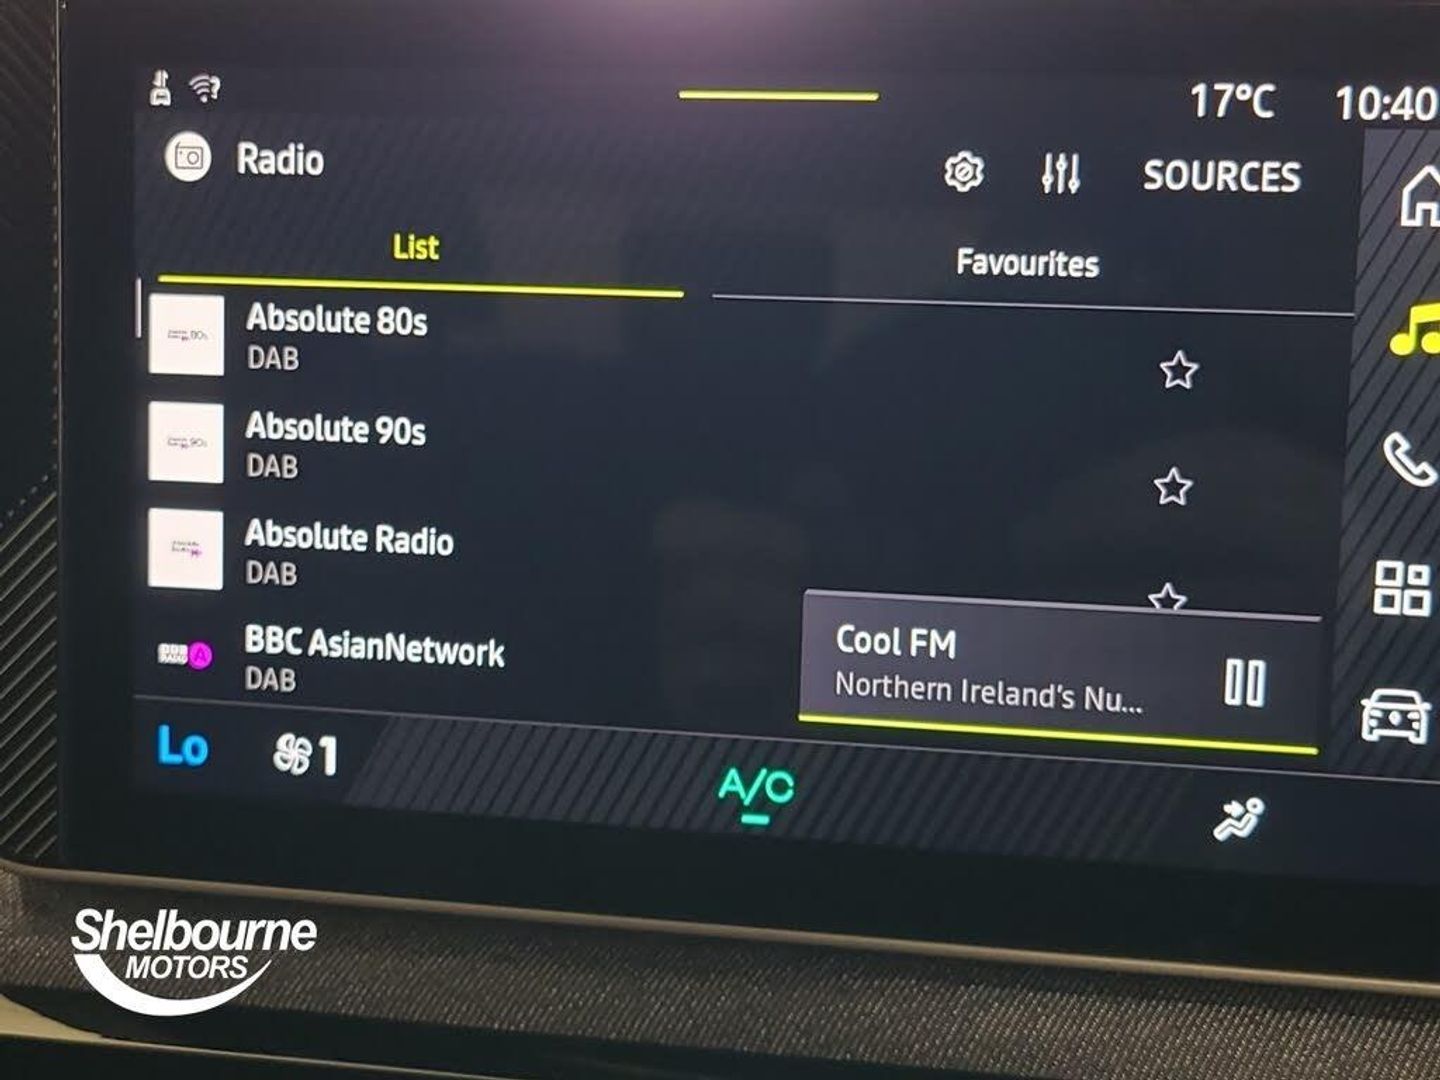 17°C 10:40
Radio SOURCES
List Favourites
Absolute 80s
DAB
Absolute 90s
DAB
Absolute Radio
DAB
BBC AsianNetwork
DAB
Cool FM
Northern Ireland's Nu...
Lo 1 A/C
Shelbourne
MOTORS